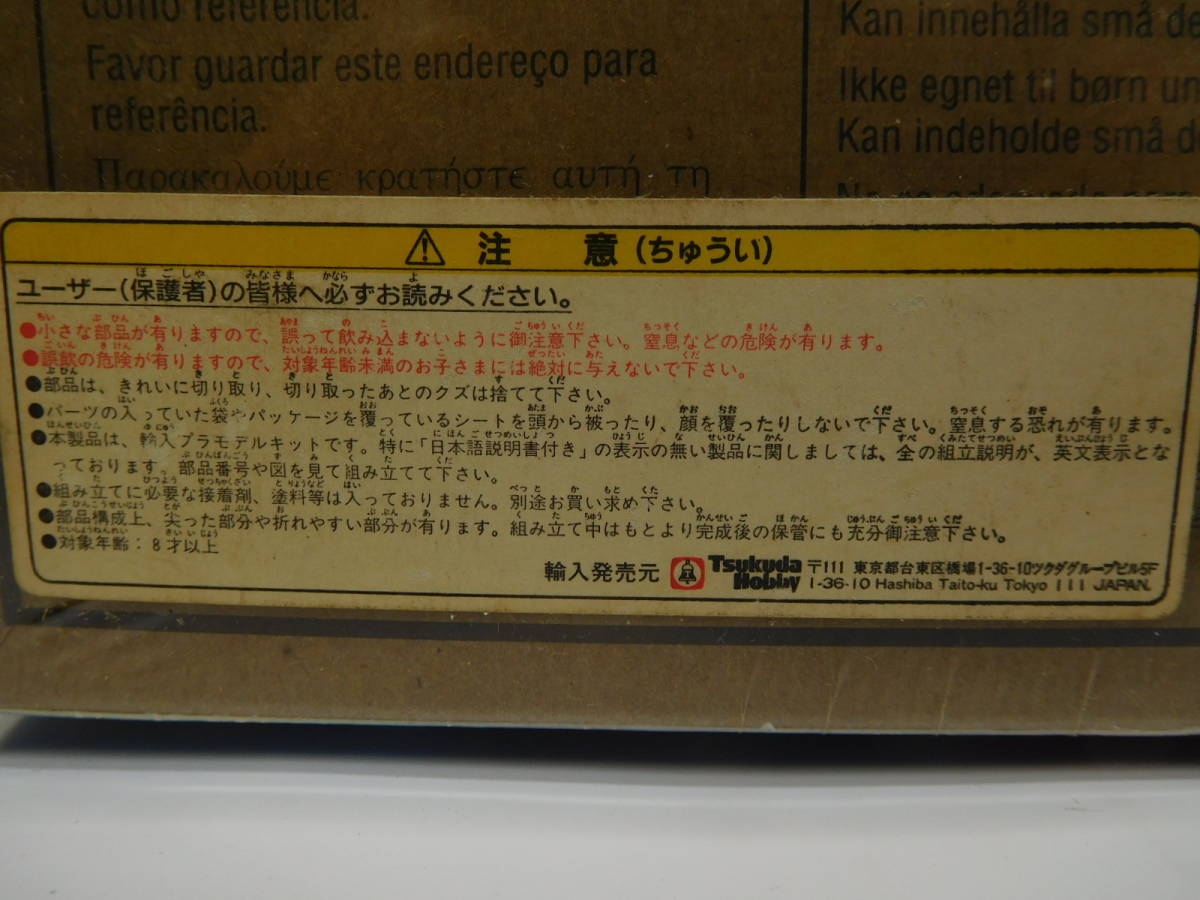 como referência.
Favor guardar este endereço para
referência.
Παρακαλούμε κρατήστε αυτή τη
Kan innehålla små de
Ikke egnet til børn un
Kan indeholde små d
⚠ 注 意 (ちゅうい)
ユーザー(保護者)の皆様へ必ずお読みください。
●小さな部品が有りますので、誤って飲み込まないように御注意下さい。窒息などの危険が有ります。
●誤飲の危険が有りますので、対象年齢未満のお子さまには絶対に与えないで下さい。
●部品は、きれいに切り取り、切り取ったあとのクズは捨てて下さい。
●パーツの入っていた袋やパッケージを覆っているシートを頭から被ったり、顔を覆ったりしないで下さい。窒息する恐れが有ります。
●本製品は、輸入プラモデルキットです。特に「日本語説明書付き」の表示の無い製品に関しましては、全の組立説明が、英文表示とな
っております。部品番号や図を見て組み立てて下さい。
●組み立てに必要な接着剤、塗料等は入っておりません。別途お買い求め下さい。
●部品構成上、尖った部分や折れやすい部分が有ります。組み立て中はもとより完成後の保管にも充分御注意下さい。
●対象年齢：8才以上
輸入発売元 Tsukuda Hobby 〒111 東京都台東区橋場1-36-10ツクダグループビル5F
1-36-10 Hashiba Taito-ku Tokyo 111 JAPAN.